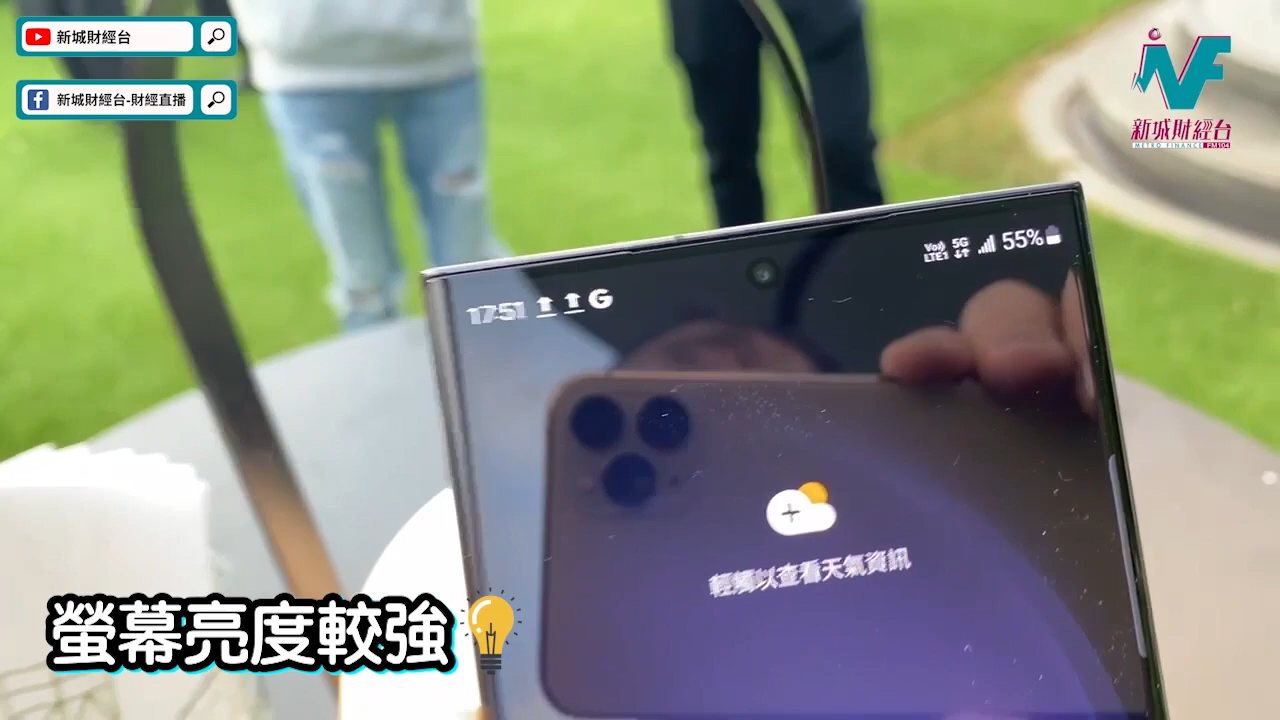 新城財經台
新城財經台-財經直播
新城財經台
METRO FINANCE FM104
Vo))
LTE1
5G
55%
17:51
G
輕觸以查看天氣資訊
螢幕亮度較強